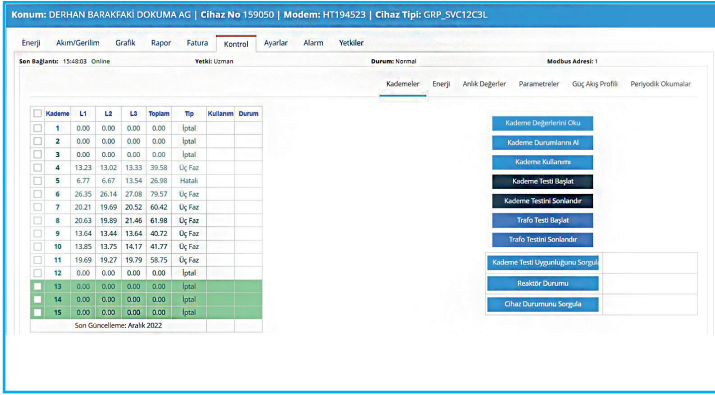 Konum: DERHAN BARAKFAKİ DOKUMA AG | Cihaz No 159050 | Modem: HT194523 | Cihaz Tipi: GRP_SVC12C3L
Enerji Akım/Gerilim Grafik Rapor Fatura Kontrol Ayarlar Alarm Yetkiler
Son Bağlantı: 15:48:03 Online Yetki: Uzman Durum: Normal Modbus Adresi: 1
Kademeler Enerji Anlık Değerler Parametreler Güç Akış Profili Periyodik Okumalar
Kademe L1 L2 L3 Toplam Tip Kullanım Durum
1 0.00 0.00 0.00 0.00 İptal
2 0.00 0.00 0.00 0.00 İptal
3 0.00 0.00 0.00 0.00 İptal
4 13.23 13.02 13.33 39.58 Üç Faz
5 6.77 6.67 13.54 26.98 Hatalı
6 26.35 26.14 27.08 79.57 Üç Faz
7 20.21 19.69 20.52 60.42 Üç Faz
8 20.63 19.89 21.46 61.98 Üç Faz
9 13.64 13.44 13.64 40.72 Üç Faz
10 13.85 13.75 14.17 41.77 Üç Faz
11 19.69 19.27 19.79 58.75 Üç Faz
12 0.00 0.00 0.00 0.00 İptal
13 0.00 0.00 0.00 0.00 İptal
14 0.00 0.00 0.00 0.00 İptal
15 0.00 0.00 0.00 0.00 İptal
Son Güncelleme: Aralık 2022
Kademe Değerlerini Oku
Kademe Durumlarını Al
Kademe Kullanımı
Kademe Testi Başlat
Kademe Testini Sonlandır
Trafo Testi Başlat
Trafo Testini Sonlandır
Kademe Testi Uygunluğunu Sorgula
Reaktör Durumu
Cihaz Durumunu Sorgula